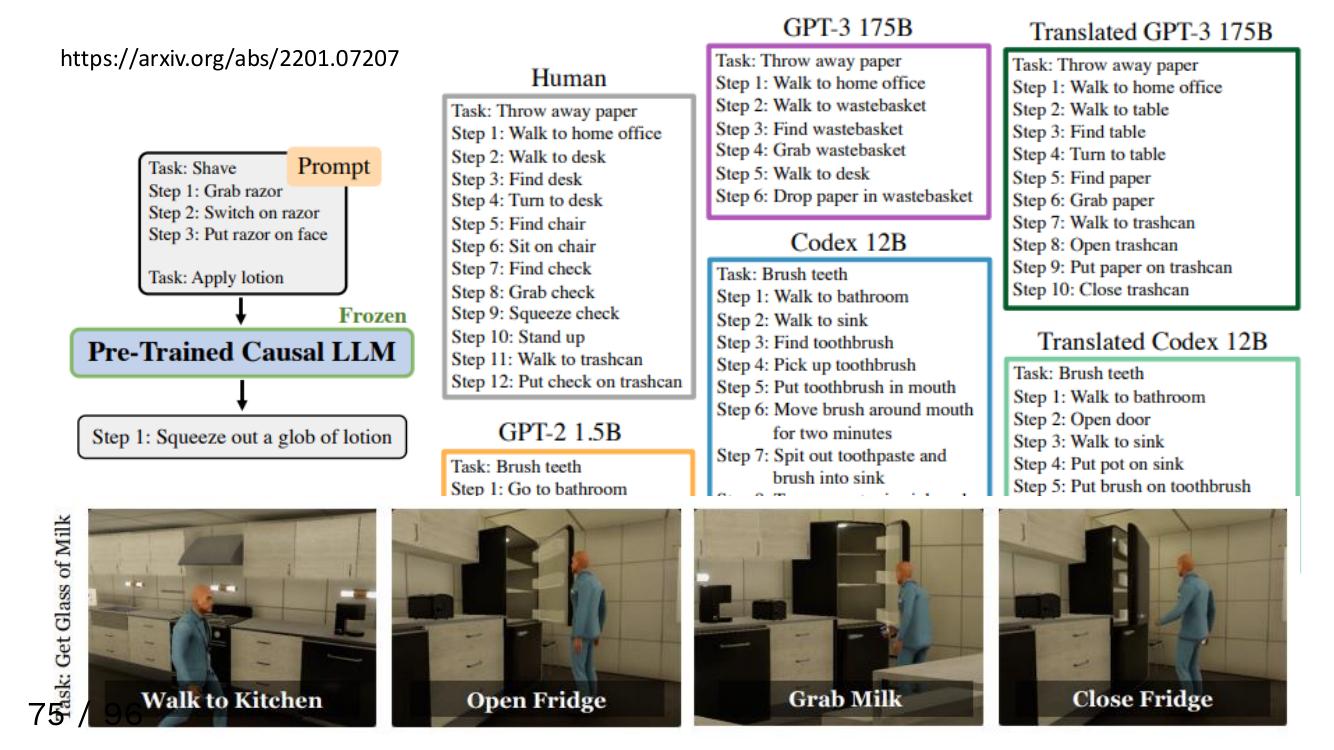 https://arxiv.org/abs/2201.07207
Prompt
Task: Shave
Step 1: Grab razor
Step 2: Switch on razor
Step 3: Put razor on face
Task: Apply lotion
Frozen
Pre-Trained Causal LLM
Step 1: Squeeze out a glob of lotion
Human
Task: Throw away paper
Step 1: Walk to home office
Step 2: Walk to desk
Step 3: Find desk
Step 4: Turn to desk
Step 5: Find chair
Step 6: Sit on chair
Step 7: Find check
Step 8: Grab check
Step 9: Squeeze check
Step 10: Stand up
Step 11: Walk to trashcan
Step 12: Put check on trashcan
GPT-2 1.5B
Task: Brush teeth
Step 1: Go to bathroom
GPT-3 175B
Task: Throw away paper
Step 1: Walk to home office
Step 2: Walk to wastebasket
Step 3: Find wastebasket
Step 4: Grab wastebasket
Step 5: Walk to desk
Step 6: Drop paper in wastebasket
Codex 12B
Task: Brush teeth
Step 1: Walk to bathroom
Step 2: Walk to sink
Step 3: Find toothbrush
Step 4: Pick up toothbrush
Step 5: Put toothbrush in mouth
Step 6: Move brush around mouth
for two minutes
Step 7: Spit out toothpaste and
brush into sink
Translated GPT-3 175B
Task: Throw away paper
Step 1: Walk to home office
Step 2: Walk to table
Step 3: Find table
Step 4: Turn to table
Step 5: Find paper
Step 6: Grab paper
Step 7: Walk to trashcan
Step 8: Open trashcan
Step 9: Put paper on trashcan
Step 10: Close trashcan
Translated Codex 12B
Task: Brush teeth
Step 1: Walk to bathroom
Step 2: Open door
Step 3: Walk to sink
Step 4: Put pot on sink
Step 5: Put brush on toothbrush
Task: Get Glass of Milk
Walk to Kitchen
Open Fridge
Grab Milk
Close Fridge
75 / 96